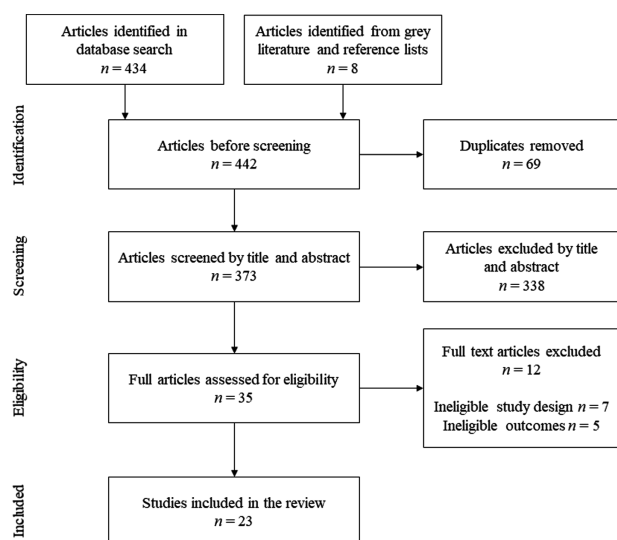 Articles identified in
database search
n = 434
Articles identified from grey
literature and reference lists
n = 8
Identification
Articles before screening
n = 442
Duplicates removed
n = 69
Screening
Articles screened by title and abstract
n = 373
Articles excluded by title
and abstract
n = 338
Eligibility
Full articles assessed for eligibility
n = 35
Full text articles excluded
n = 12
Ineligible study design n = 7
Ineligible outcomes n = 5
Included
Studies included in the review
n = 23